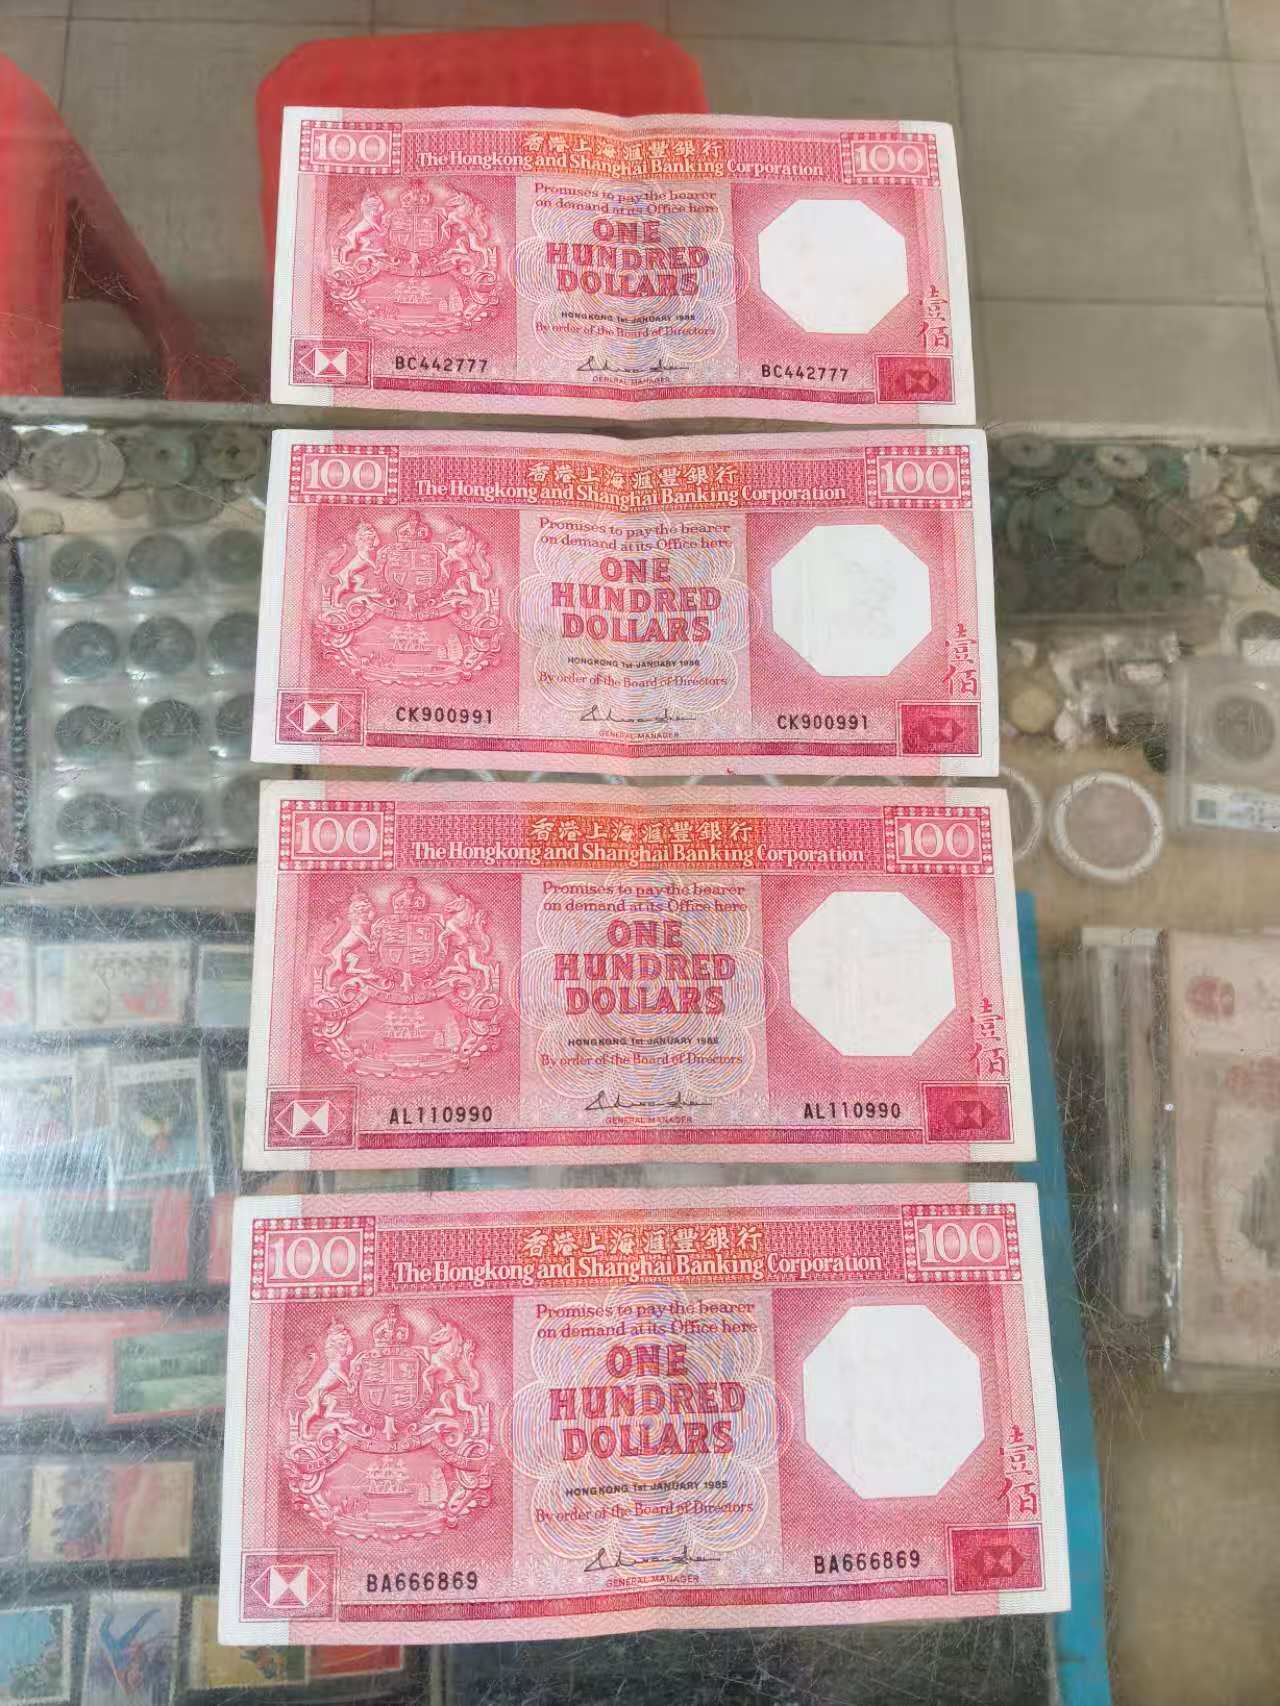 100
香港上海滙豐銀行
100
The Hongkong and Shanghai Banking Corporation
Promises to pay the bearer
on demand at its Office here
ONE
HUNDRED
DOLLARS
HONGKONG 1st JANUARY 1985
By order of the Board of Directors
壹佰
BC442777
GENERAL MANAGER
BC442777
100
香港上海滙豐銀行
100
The Hongkong and Shanghai Banking Corporation
Promises to pay the bearer
on demand at its Office here
ONE
HUNDRED
DOLLARS
HONGKONG 1st JANUARY 1986
By order of the Board of Directors
壹佰
CK900991
GENERAL MANAGER
CK900991
100
香港上海滙豐銀行
100
The Hongkong and Shanghai Banking Corporation
Promises to pay the bearer
on demand at its Office here
ONE
HUNDRED
DOLLARS
HONGKONG 1st JANUARY
By order of the Board of Directors
壹佰
AL110990
GENERAL MANAGER
AL110990
100
香港上海滙豐銀行
100
The Hongkong and Shanghai Banking Corporation
Promises to pay the bearer
on demand at its Office here
ONE
HUNDRED
DOLLARS
HONGKONG 1st JANUARY 1985
By order of the Board of Directors
壹佰
BA666869
GENERAL MANAGER
BA666869